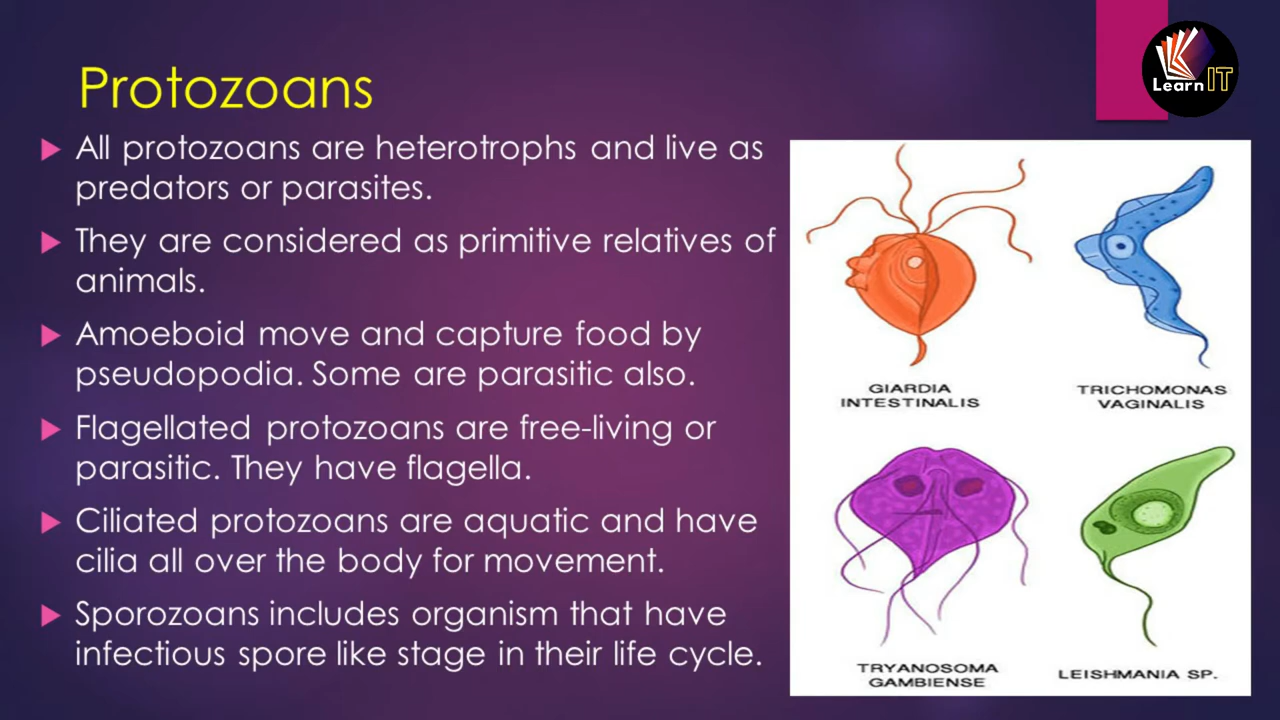 Protozoans
All protozoans are heterotrophs and live as
predators or parasites.
They are considered as primitive relatives of
animals.
Amoeboid move and capture food by
pseudopodia. Some are parasitic also.
Flagellated protozoans are free-living or
parasitic. They have flagella.
Ciliated protozoans are aquatic and have
cilia all over the body for movement.
Sporozoans includes organism that have
infectious spore like stage in their life cycle.
Learn IT
GIARDIA
INTESTINALIS
TRICHOMONAS
VAGINALIS
TRYANOSOMA
GAMBIENSE
LEISHMANIA SP.